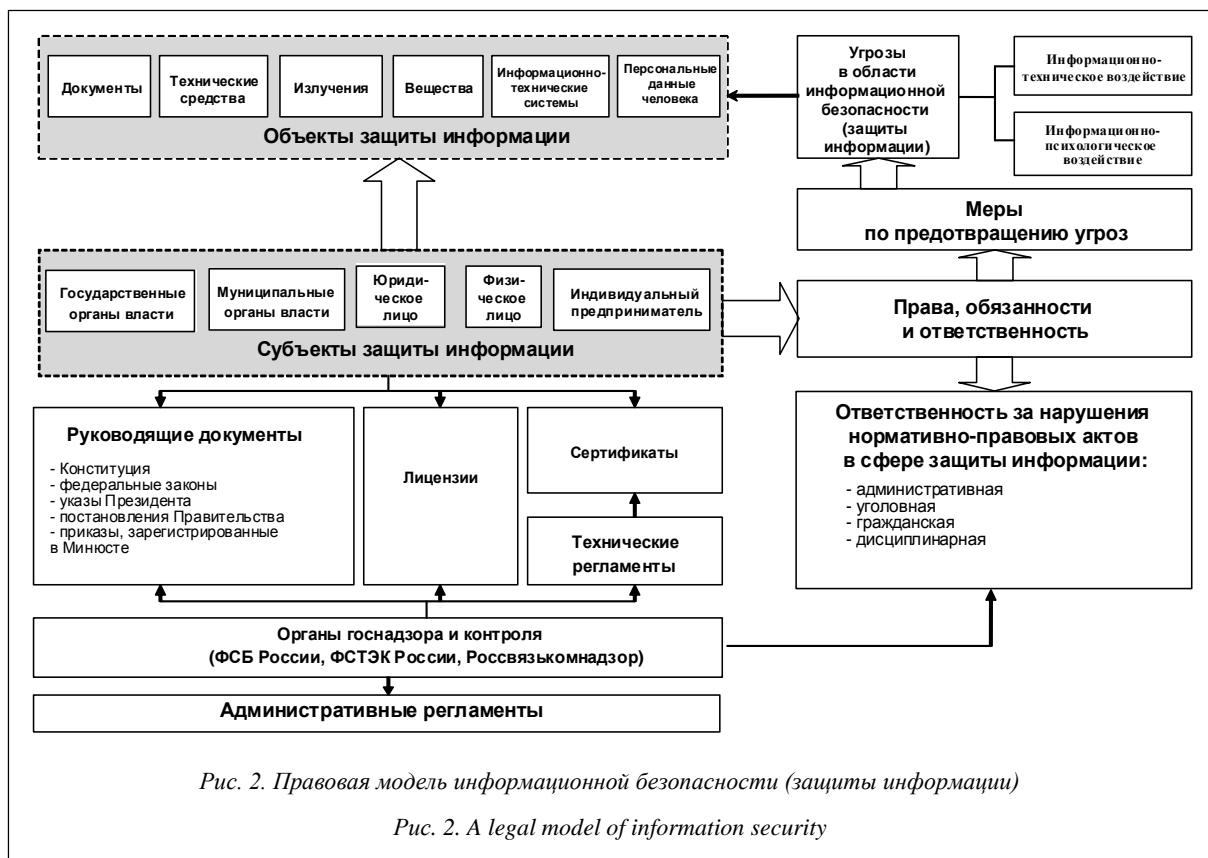 Документы
Технические
средства
Излучения
Вещества
Информационно-
технические
системы
Персональные
данные
человека
Объекты защиты информации
Угрозы
в области
информационной
безопасности
(защиты
информации)
Информационно-
техническое воздействие
Информационно-
психологическое
воздействие
Меры
по предотвращению угроз
Государственные
органы власти
Муниципальные
органы власти
Юриди-
ческое
лицо
Физи-
ческое
лицо
Индивидуальный
предприниматель
Субъекты защиты информации
Права, обязанности
и ответственность
Руководящие документы
- Конституция
- федеральные законы
- указы Президента
- постановления Правительства
- приказы, зарегистрированные
в Минюсте
Лицензии
Сертификаты
Технические
регламенты
Ответственность за нарушения
нормативно-правовых актов
в сфере защиты информации:
- административная
- уголовная
- гражданская
- дисциплинарная
Органы госнадзора и контроля
(ФСБ России, ФСТЭК России, Россвязькомнадзор)
Административные регламенты
Рис. 2. Правовая модель информационной безопасности (защиты информации)
Рис. 2. A legal model of information security